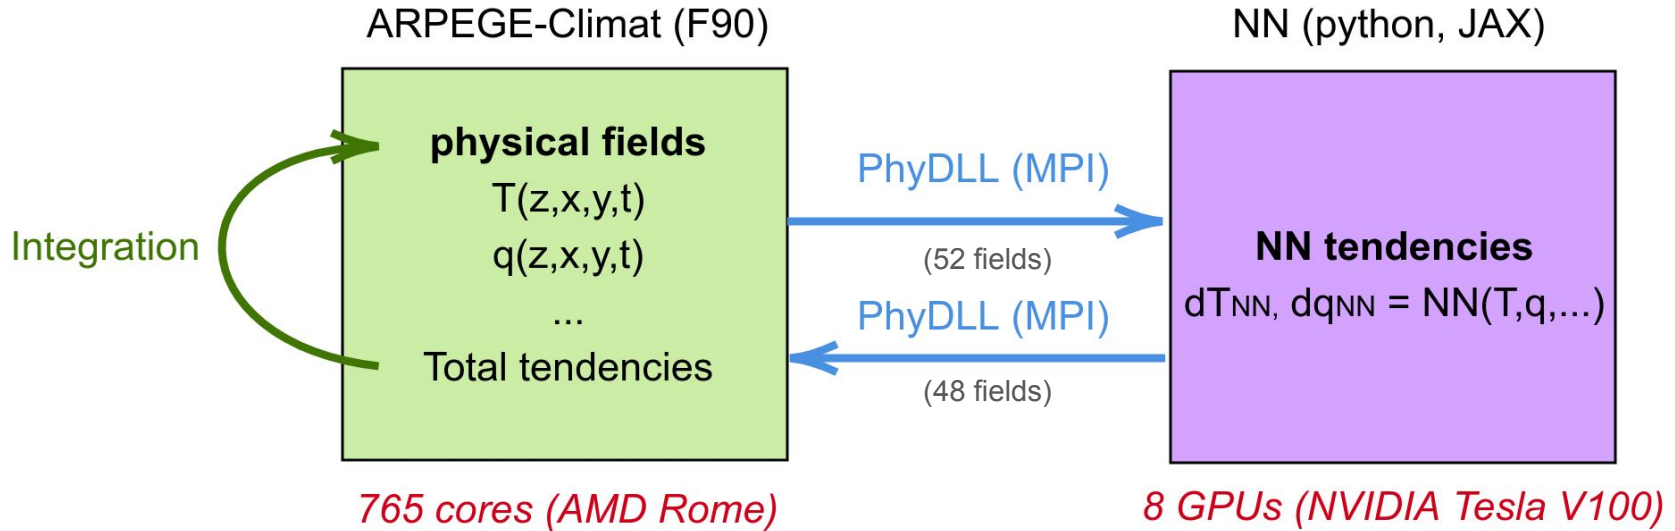 ARPEGE-Climat (F90)
NN (python, JAX)
physical fields
T(z,x,y,t)
q(z,x,y,t)
...
Total tendencies
Integration
PhyDLL (MPI)
(52 fields)
PhyDLL (MPI)
(48 fields)
NN tendencies
dTNN, dqNN = NN(T,q,...)
765 cores (AMD Rome)
8 GPUs (NVIDIA Tesla V100)